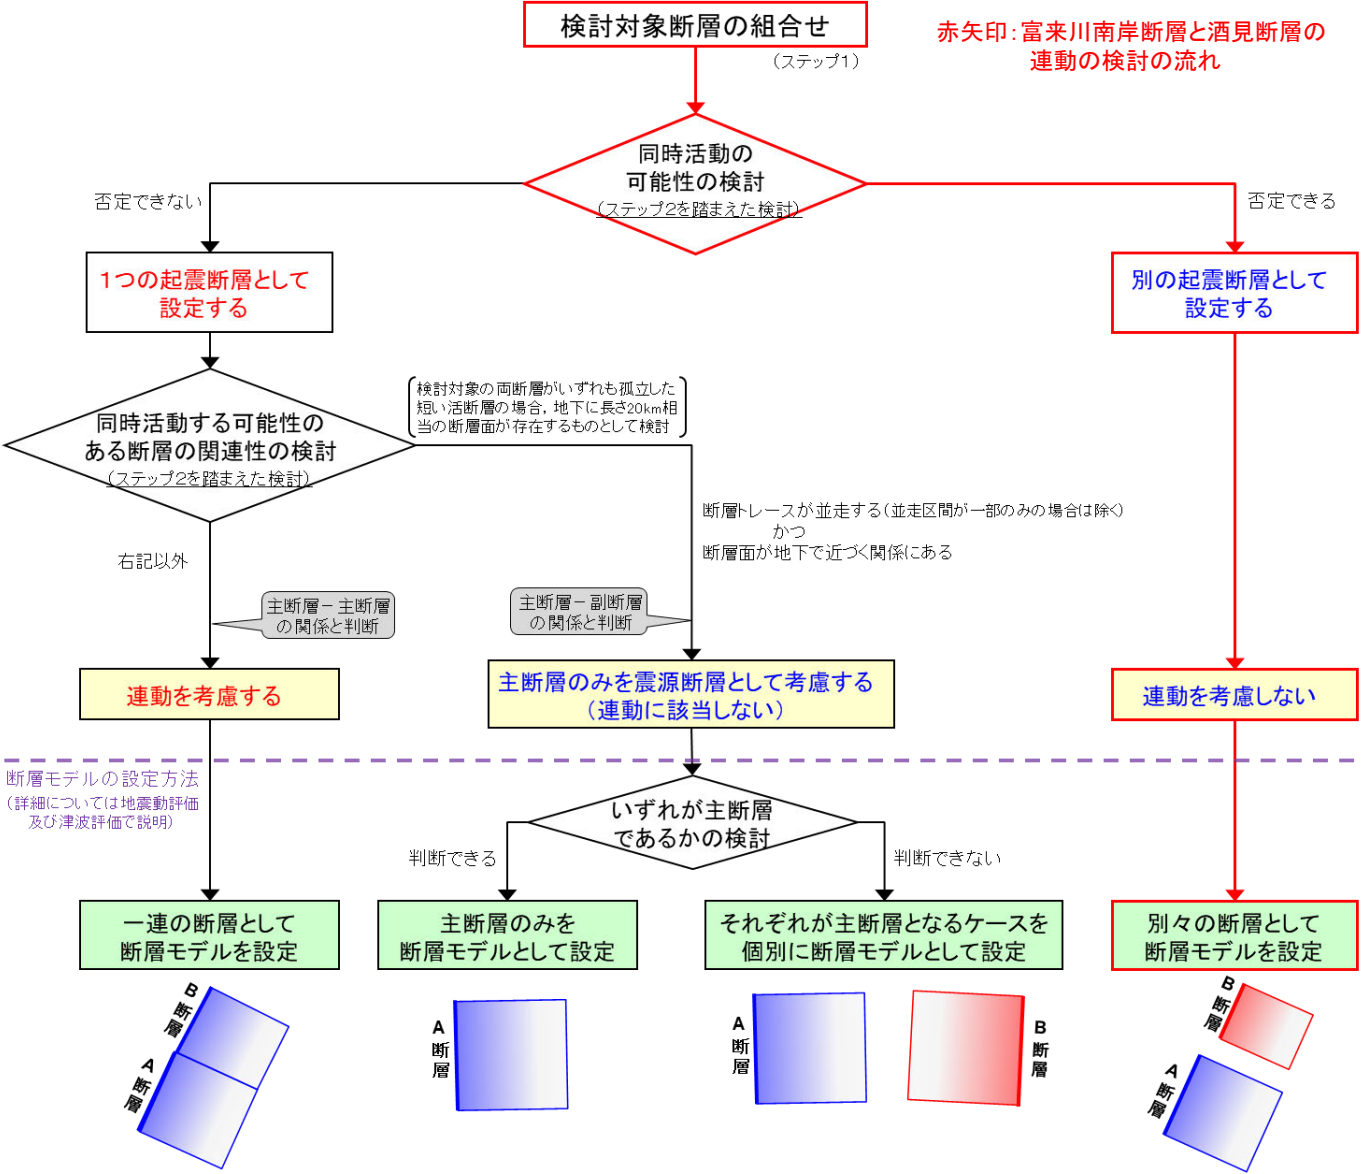 検討対象断層の組合せ
（ステップ１）
赤矢印：富来川南岸断層と酒見断層の
連動の検討の流れ
同時活動の
可能性の検討
（ステップ２を踏まえた検討）
否定できない
否定できる
１つの起震断層として
設定する
別の起震断層として
設定する
検討対象の両断層がいずれも孤立した
短い活断層の場合，地下に長さ20km相
当の断層面が存在するものとして検討
同時活動する可能性の
ある断層の関連性の検討
（ステップ２を踏まえた検討）
断層トレースが並走する（並走区間が一部のみの場合は除く）
かつ
断層面が地下で近づく関係にある
右記以外
主断層－主断層
の関係と判断
主断層－副断層
の関係と判断
連動を考慮する
主断層のみを震源断層として考慮する
（連動に該当しない）
連動を考慮しない
断層モデルの設定方法
（詳細については地震動評価
及び津波評価で説明）
いずれが主断層
であるかの検討
判断できる
判断できない
一連の断層として
断層モデルを設定
主断層のみを
断層モデルとして設定
それぞれが主断層となるケースを
個別に断層モデルとして設定
別々の断層として
断層モデルを設定
B断層
A断層
A断層
A断層
B断層
B断層
A断層